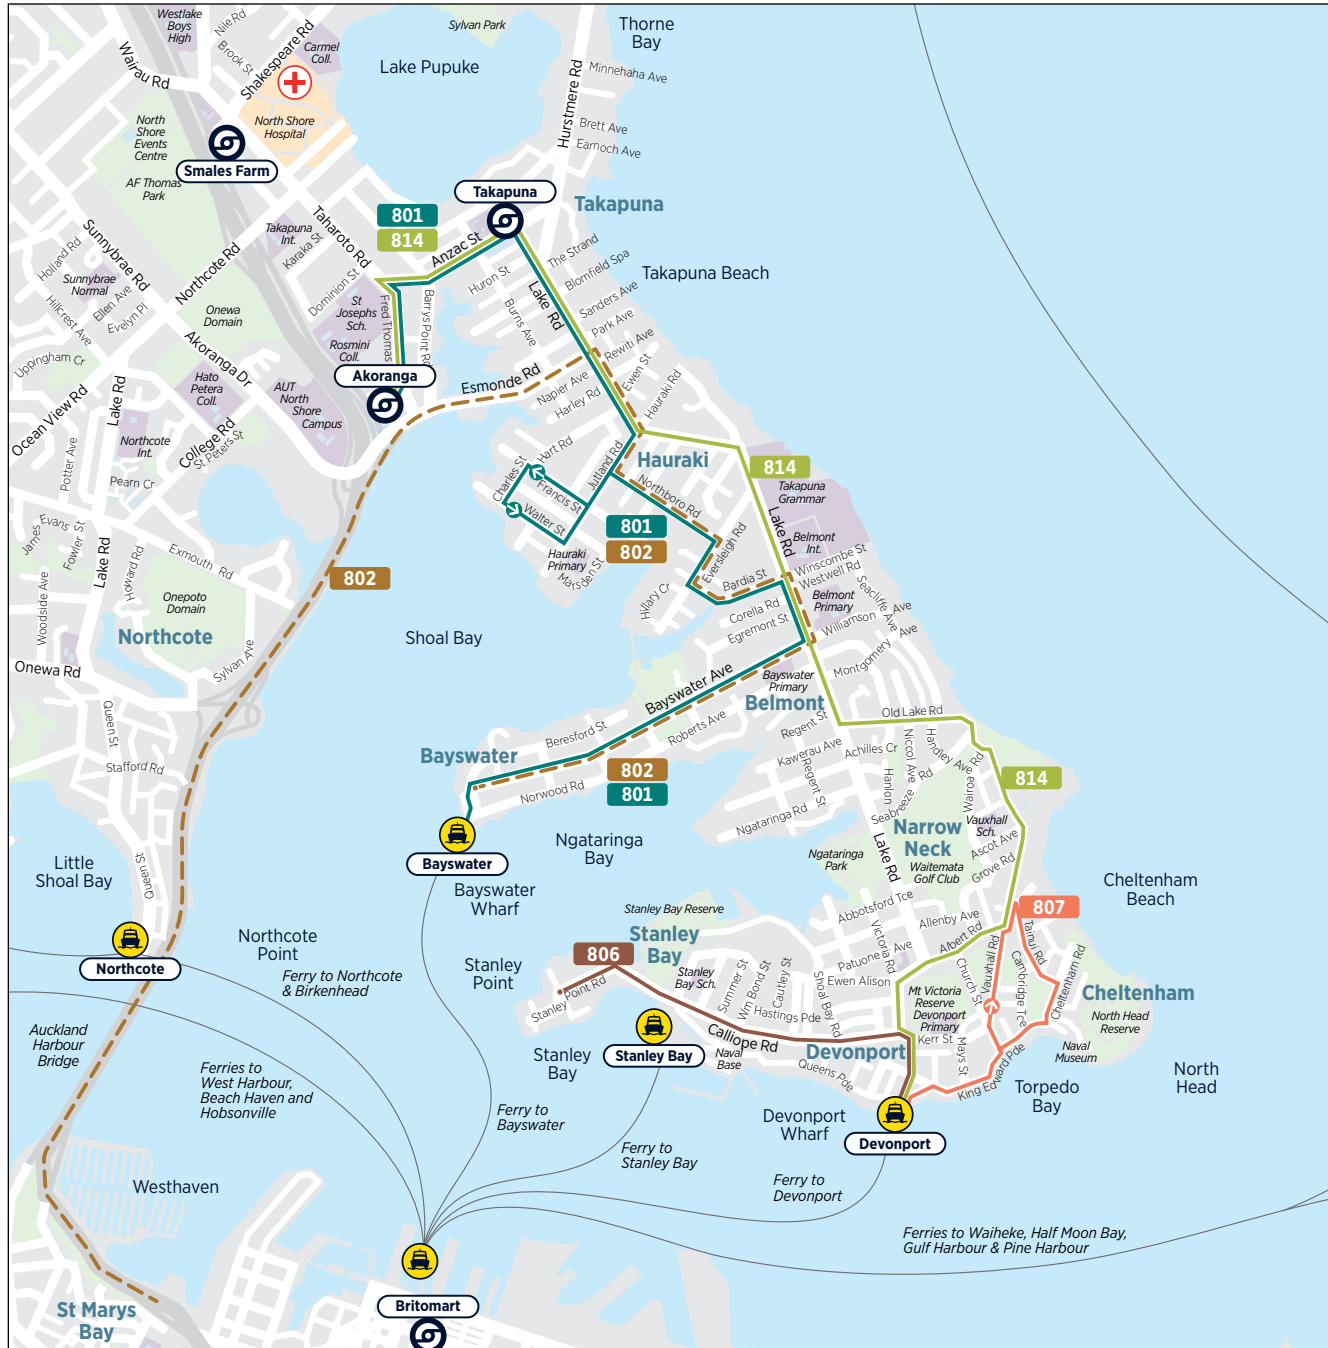 Westlake
Boys
High
Nile Rd
Brook St
Shakespeare Rd
Carmel
Coll.
Sylvan Park
Thorne
Bay
Wairau Rd
Lake Pupuke
Hurstmere Rd
Minnehaha Ave
North
Shore
Events
Centre
North Shore
Hospital
Brett Ave
Earnoch Ave
Smales Farm
AF Thomas
Park
Takapuna
Takapuna
801
814
Sunnybrae Rd
Holland Rd
Takapuna
Int.
Karaka St
Taharoto Rd
Anzac St
The Strand
Blomfield Spa
Takapuna Beach
Sunnybrae
Normal
Northcote Rd
Dominion St
Huron St
Sanders Ave
Hillcrest Ave
Ellen Ave
Evelyn Pl
Onewa
Domain
St
Josephs
Sch.
Fred Thomas
Barrys Point Rd
Burns Ave
Lake Rd
Park Ave
Rewiti Ave
Uppingham Cr
Akoranga Dr
Rosmini
Coll.
Akoranga
Esmonde Rd
Ewen St
Hauraki Rd
Napier Ave
Harley Rd
Ocean View Rd
Lake Rd
Hato
Petera
Coll.
AUT
North
Shore
Campus
College Rd
St Peters St
Northcote
Int.
Potter Ave
Pearn Cr
Hart Rd
Charles St
Jutland Rd
Hauraki
814
Francis St
Walter St
Northboro Rd
Takapuna
Grammar
801
802
Lake Rd
James
Evans
Fowler St
Lake Rd
Howard Rd
Exmouth Rd
Hauraki
Primary
Marsden St
Eversleigh Rd
Belmont
Int.
Winscombe St
Westwell Rd
802
Woodside Ave
Onepoto
Domain
Hillary Cr
Bardia St
Corella Rd
Egremont St
Belmont
Primary
Seacliffe Ave
Williamson Ave
Northcote
Shoal Bay
Montgomery Ave
Onewa Rd
Sylvan Ave
Bayswater Ave
Bayswater
Primary
Belmont
Queen St
Old Lake Rd
Beresford St
Roberts Ave
Regent St
Bayswater
Kawerau Ave
Achilles Cr
Niccol Ave
Handley Ave
Stafford Rd
802
801
Norwood Rd
Regent St
Hanlon
Seabreeze Rd
Wairoa Rd
814
Ngataringa Rd
Vauxhall
Sch.
Narrow
Neck
Ngataringa
Bay
Bayswater
Little
Shoal Bay
Queen St
Ngataringa
Park
Lake Rd
Waitemata
Golf Club
Ascot Ave
Grove Rd
Bayswater
Wharf
Cheltenham
Beach
Abbotsford Tce
Stanley Bay Reserve
Allenby Ave
807
Northcote
Northcote
Point
Stanley
Bay
Victoria Rd
Albert Rd
Tainui Rd
806
Patuone Ave
Vauxhall Rd
Ferry to Northcote
& Birkenhead
Stanley
Point
Stanley
Bay Sch.
Summer St
Wm Bond St
Cautley St
Shoal Bay Rd
Ewen Alison
Church St
Cambridge Tce
Cheltenham Rd
Cheltenham
Stanley
Point Rd
Hastings Pde
Mt Victoria
Reserve
Devonport
Primary
North Head
Reserve
Auckland
Harbour
Bridge
Stanley Bay
Calliope Rd
Kerr St
Naval
Museum
Stanley
Bay
Naval
Base
Devonport
Mays St
Queens Pde
King Edward Pde
Torpedo
Bay
North
Head
Ferries to
West Harbour,
Beach Haven and
Hobsonville
Ferry to
Bayswater
Devonport
Wharf
Devonport
Ferry to
Stanley Bay
Westhaven
Ferry to
Devonport
Ferries to Waiheke, Half Moon Bay,
Gulf Harbour & Pine Harbour
St Marys
Bay
Britomart